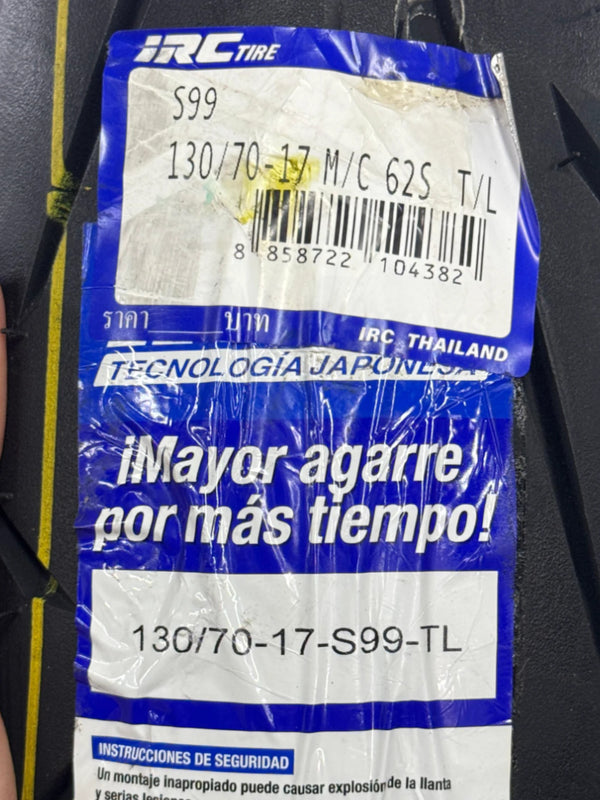 IRC TIRE
S99
130/70-17 M/C 62S T/L
8 858722 104382
ราคา บาท
IRC THAILAND
TECNOLOGÍA JAPONESA
¡Mayor agarre
por más tiempo!
130/70-17-S99-TL
INSTRUCCIONES DE SEGURIDAD
Un montaje inapropiado puede causar explosión de la llanta
y serias